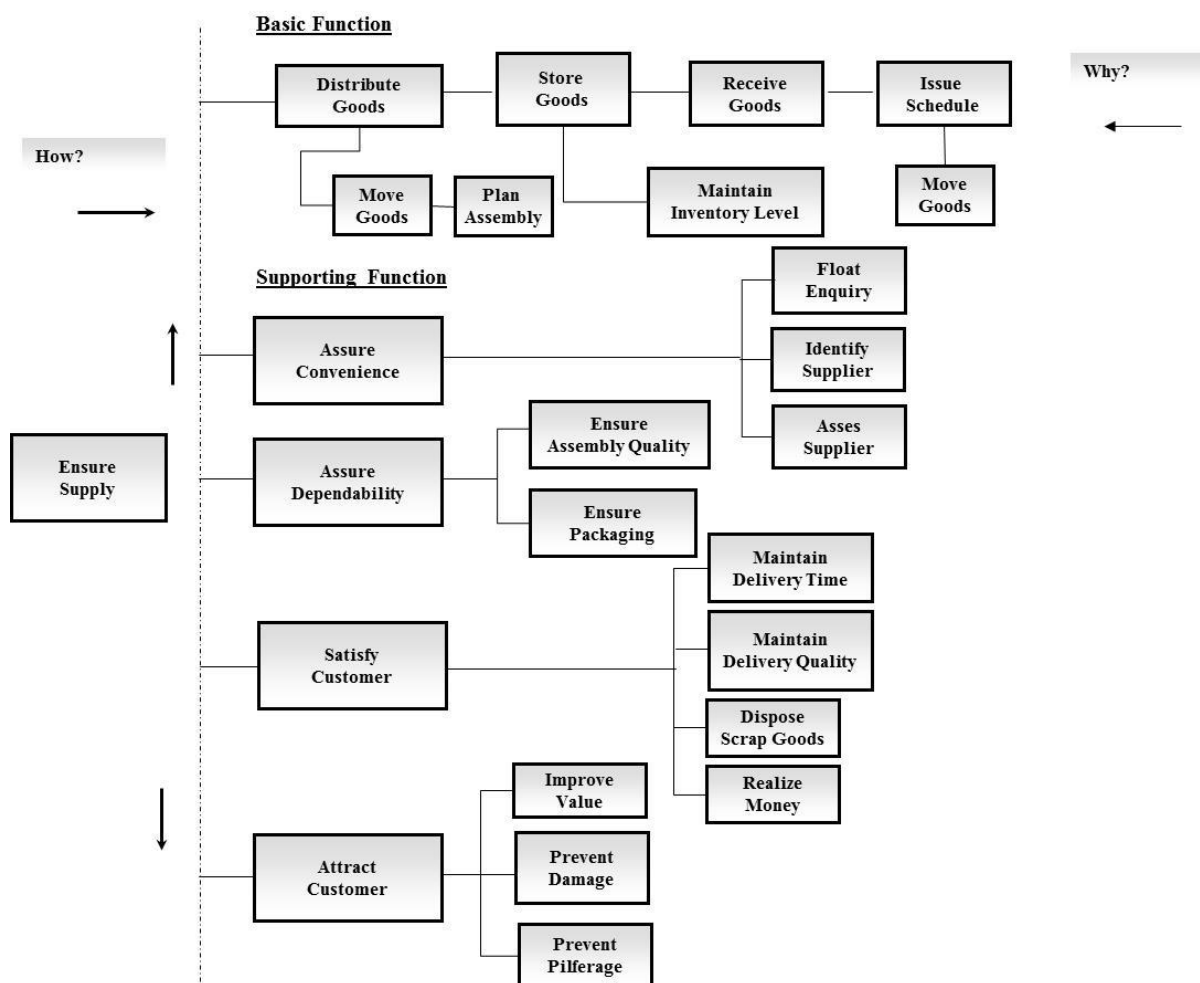 Basic Function
Distribute
Goods
Store
Goods
Receive
Goods
Issue
Schedule
Why?
How?
Move
Goods
Plan
Assembly
Maintain
Inventory Level
Move
Goods
Supporting Function
Float
Enquiry
Assure
Convenience
Identify
Supplier
Asses
Supplier
Ensure
Assembly Quality
Ensure
Supply
Assure
Dependability
Ensure
Packaging
Maintain
Delivery Time
Satisfy
Customer
Maintain
Delivery Quality
Dispose
Scrap Goods
Realize
Money
Improve
Value
Attract
Customer
Prevent
Damage
Prevent
Pilferage